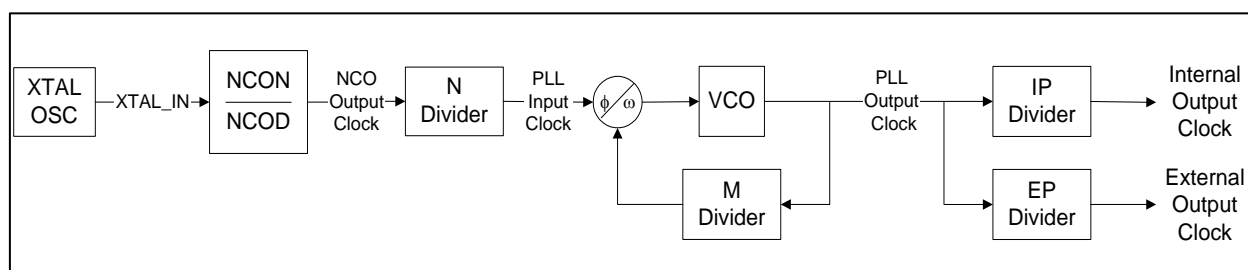 XTAL
OSC
XTAL_IN
NCON
NCOD
NCO
Output
Clock
N
Divider
PLL
Input
Clock
ϕ/ω
VCO
M
Divider
PLL
Output
Clock
IP
Divider
Internal
Output
Clock
EP
Divider
External
Output
Clock